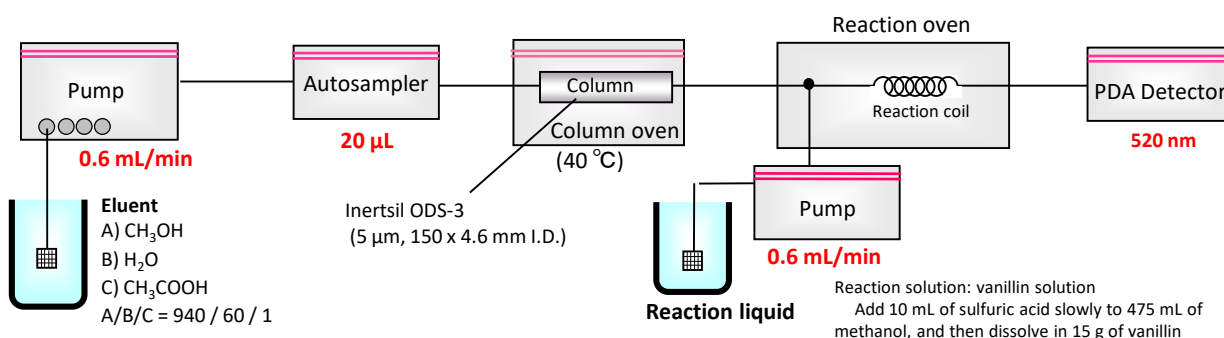 Reaction oven
Pump
Autosampler
Column
Column oven
(40 ℃)
Reaction coil
PDA Detector
0.6 mL/min
20 µL
520 nm
Eluent
A) CH₃OH
B) H₂O
C) CH₃COOH
A/B/C = 940 / 60 / 1
Inertsil ODS-3
(5 µm, 150 x 4.6 mm I.D.)
Pump
0.6 mL/min
Reaction liquid
Reaction solution: vanillin solution
Add 10 mL of sulfuric acid slowly to 475 mL of
methanol, and then dissolve in 15 g of vanillin